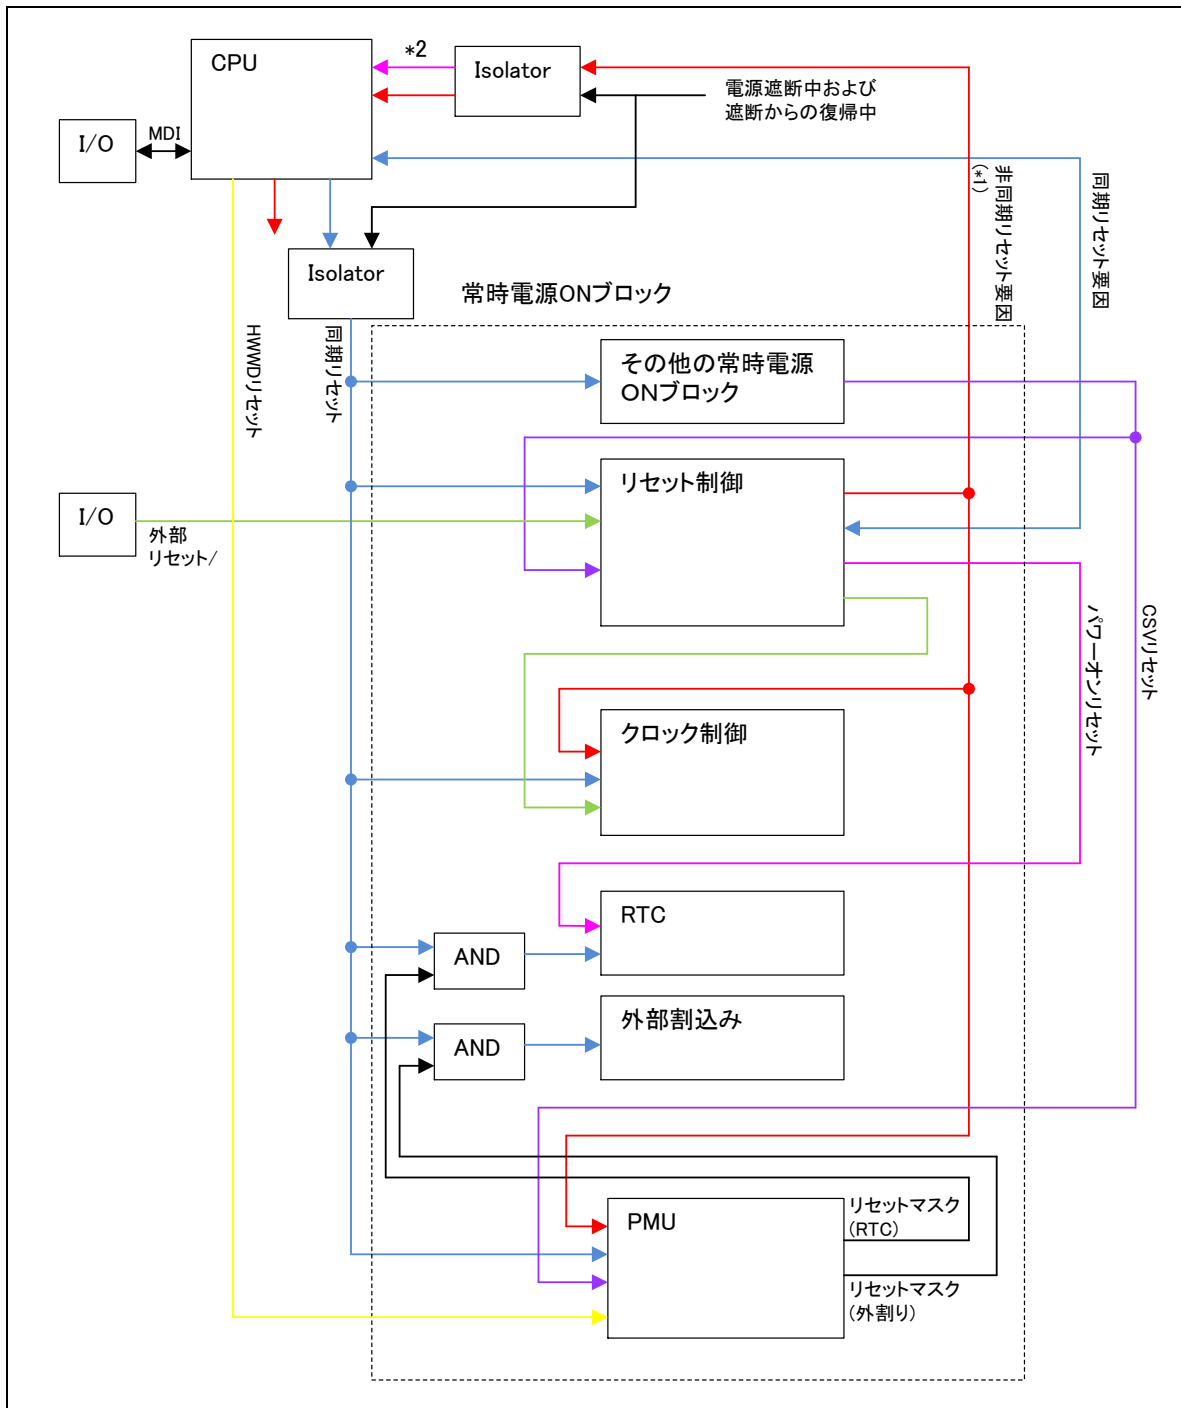 CPU
*2
Isolator
電源遮断中および
遮断からの復帰中
I/O
MDI
非同期リセット要因
(*1)
同期リセット要因
Isolator
常時電源ONブロック
HWWDリセット
同期リセット
その他の常時電源
ONブロック
リセット制御
I/O
外部
リセット/
パワーオンリセット
CSVリセット
クロック制御
RTC
AND
外部割込み
AND
PMU
リセットマスク
(RTC)
リセットマスク
(外割り)